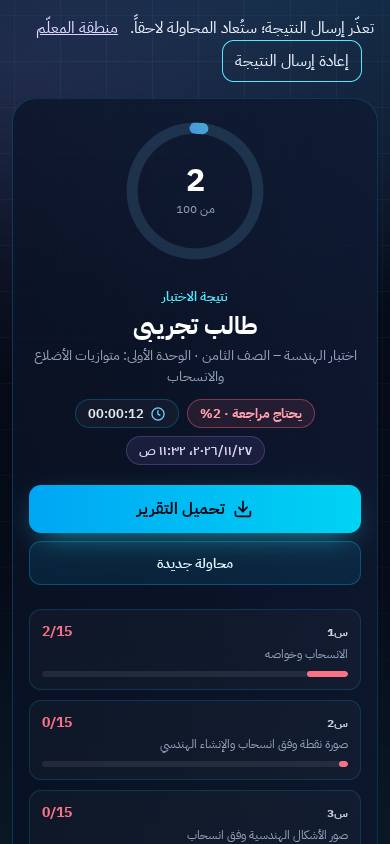 تعذّر إرسال النتيجة؛ ستُعاد المحاولة لاحقاً. منطقة المعلّم
إعادة إرسال النتيجة
2
من 100
نتيجة الاختبار
طالب تجريبي
اختبار الهندسة – الصف الثامن · الوحدة الأولى: متوازيات الأضلاع
والانسحاب
يحتاج مراجعة · 2%
00:00:12
٢٠٢٦/١١/٢٧، ١١:٣٢ ص
تحميل التقرير
محاولة جديدة
س1 2/15
الانسحاب وخواصه
س2 0/15
صورة نقطة وفق انسحاب والإنشاء الهندسي
س3 0/15
صور الأشكال الهندسية وفق انسحاب